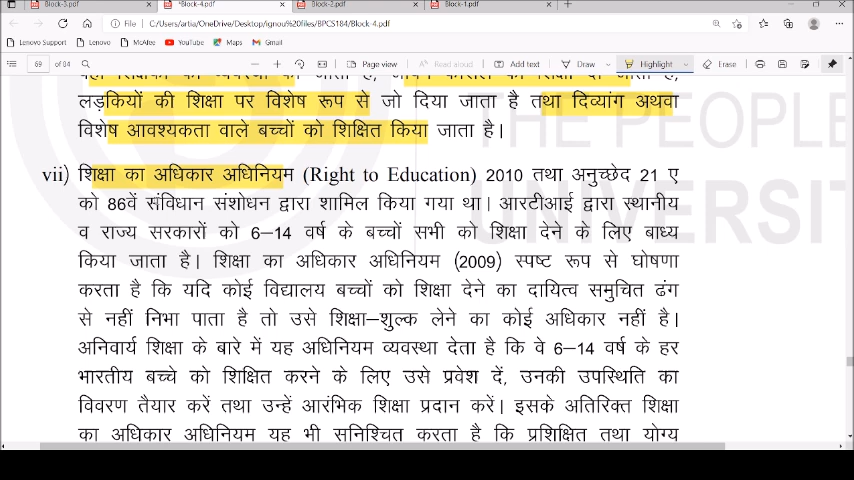 Block-3.pdf
*Block-4.pdf
Block-2.pdf
Block-1.pdf
File
C:/Users/artia/OneDrive/Desktop/ignou%20files/BPCS184/Block-4.pdf
Lenovo Support
Lenovo
McAfee
YouTube
Maps
Gmail
69 of 84
Page view
Read aloud
Add text
Draw
Highlight
Erase
लड़कियों की शिक्षा पर विशेष रूप से जो दिया जाता है तथा दिव्यांग अथवा
विशेष आवश्यकता वाले बच्चों को शिक्षित किया जाता है।
vii) शिक्षा का अधिकार अधिनियम (Right to Education) 2010 तथा अनुच्छेद 21 ए
को 86वें संविधान संशोधन द्वारा शामिल किया गया था। आरटीआई द्वारा स्थानीय
व राज्य सरकारों को 6–14 वर्ष के बच्चों सभी को शिक्षा देने के लिए बाध्य
किया जाता है। शिक्षा का अधिकार अधिनियम (2009) स्पष्ट रूप से घोषणा
करता है कि यदि कोई विद्यालय बच्चों को शिक्षा देने का दायित्व समुचित ढंग
से नहीं निभा पाता है तो उसे शिक्षा–शुल्क लेने का कोई अधिकार नहीं है।
अनिवार्य शिक्षा के बारे में यह अधिनियम व्यवस्था देता है कि वे 6–14 वर्ष के हर
भारतीय बच्चे को शिक्षित करने के लिए उसे प्रवेश दें, उनकी उपस्थिति का
विवरण तैयार करें तथा उन्हें आरंभिक शिक्षा प्रदान करें। इसके अतिरिक्त शिक्षा
का अधिकार अधिनियम यह भी सुनिश्चित करता है कि प्रशिक्षित तथा योग्य
THE PEOPLE
UNIVERSITY